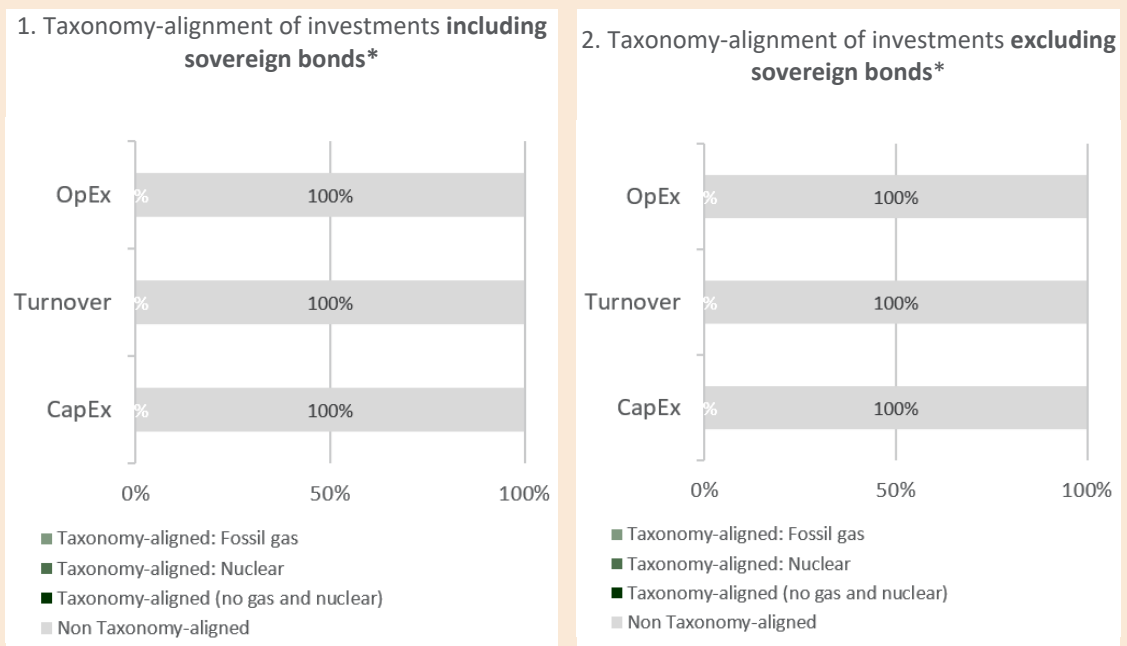 1. Taxonomy-alignment of investments including
sovereign bonds*
OpEx
%
100%
Turnover
%
100%
CapEx
%
100%
0%
50%
100%
Taxonomy-aligned: Fossil gas
Taxonomy-aligned: Nuclear
Taxonomy-aligned (no gas and nuclear)
Non Taxonomy-aligned
2. Taxonomy-alignment of investments excluding
sovereign bonds*
OpEx
%
100%
Turnover
%
100%
CapEx
%
100%
0%
50%
100%
Taxonomy-aligned: Fossil gas
Taxonomy-aligned: Nuclear
Taxonomy-aligned (no gas and nuclear)
Non Taxonomy-aligned